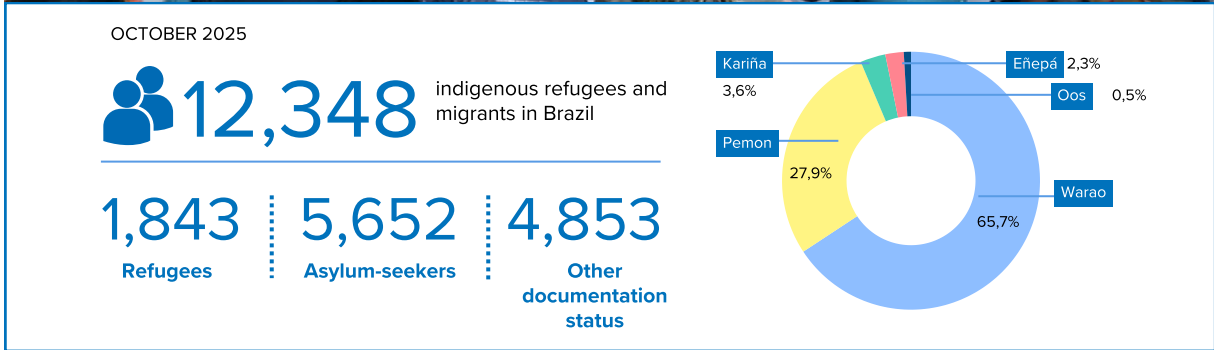 OCTOBER 2025
12,348
indigenous refugees and
migrants in Brazil
1,843
Refugees
5,652
Asylum-seekers
4,853
Other
documentation
status
Kariña
3,6%
Eñepá 2,3%
Oos 0,5%
Pemon
27,9%
Warao
65,7%